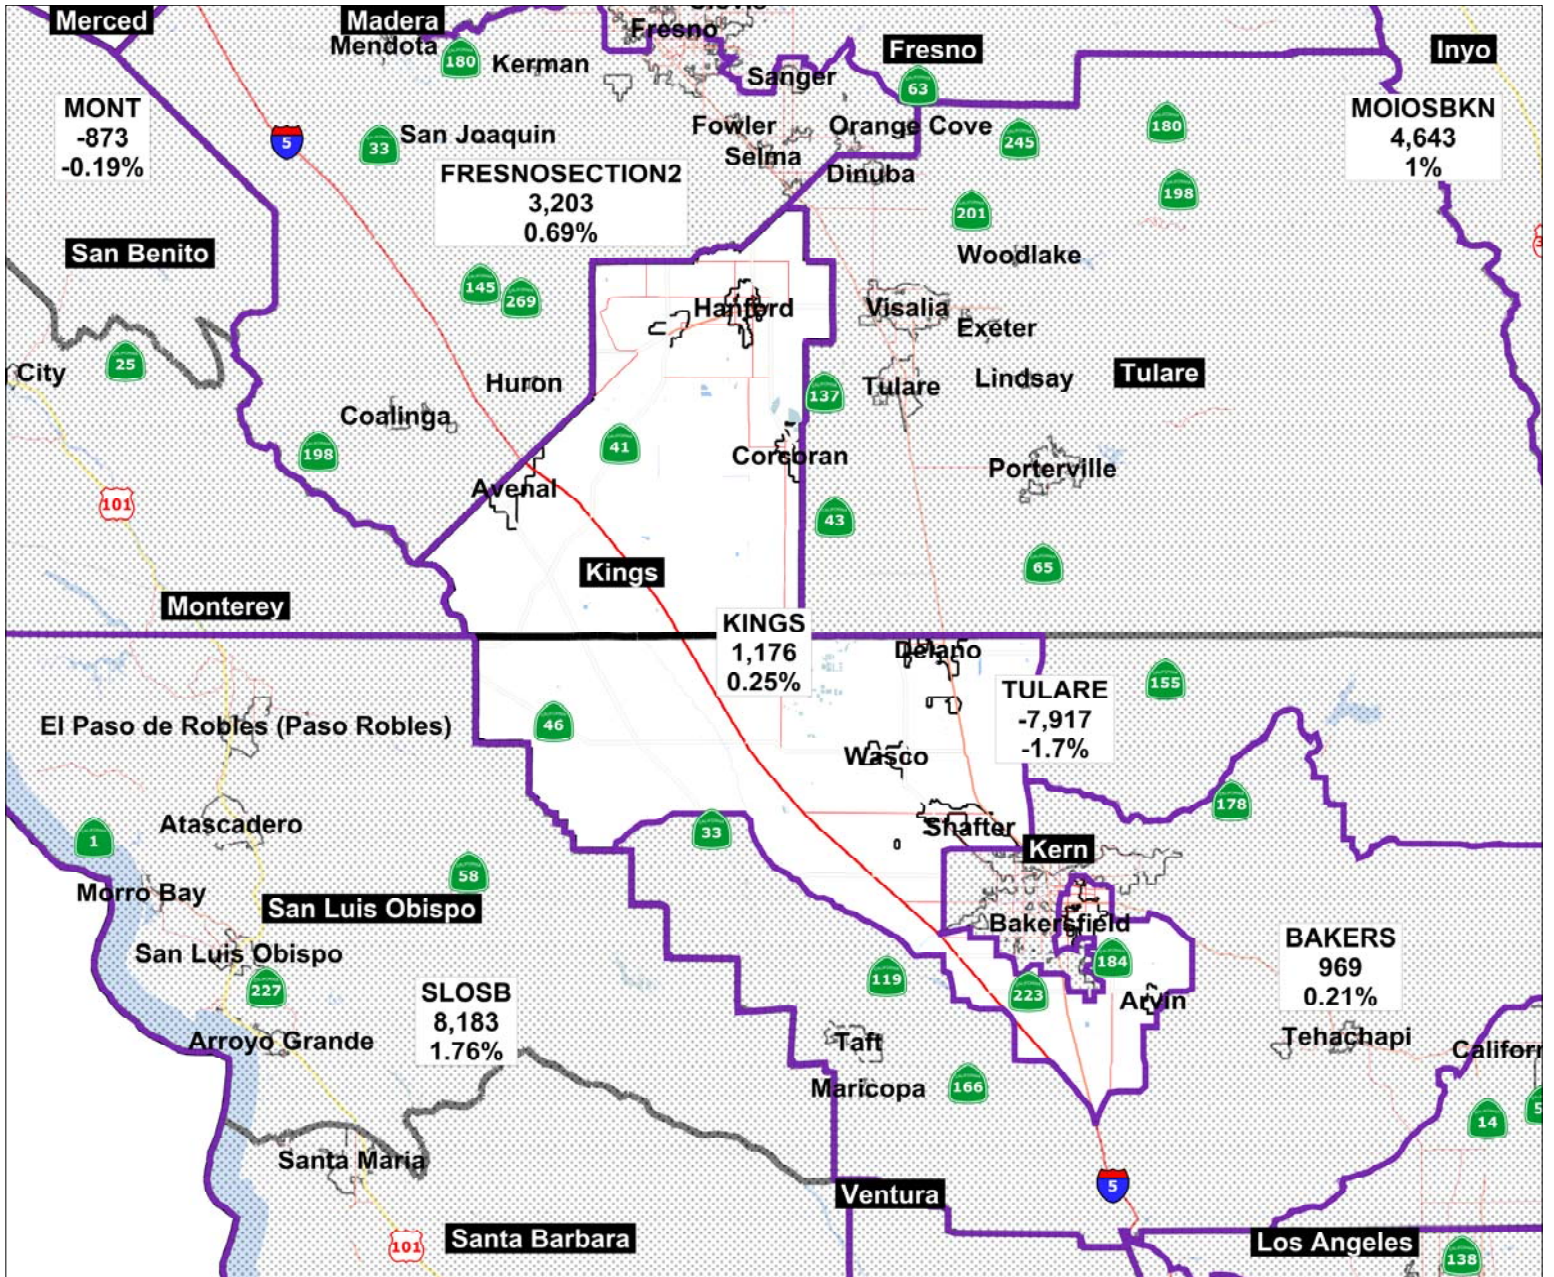 Merced
Madera
Mendota
180
Kerman
Fresno
Sanger
Fresno
63
Inyo
MONT
-873
-0.19%
5
33
San Joaquin
Fowler
Selma
Orange Cove
Dinuba
245
180
MOIOSBKN
4,643
1%
FRESNOSECTION2
3,203
0.69%
198
201
San Benito
Woodlake
145
269
Hanford
Visalia
Exeter
25
City
Huron
137
Tulare
Lindsay
Tulare
Coalinga
198
41
Corcoran
Porterville
101
Avenal
43
65
Kings
Monterey
KINGS
1,176
0.25%
Delano
TULARE
-7,917
-1.7%
155
El Paso de Robles (Paso Robles)
46
Wasco
178
1
Atascadero
33
Shafter
Kern
58
Morro Bay
San Luis Obispo
Bakersfield
San Luis Obispo
227
119
184
223
Arvin
BAKERS
969
0.21%
SLOSB
8,183
1.76%
Arroyo Grande
Taft
Tehachapi
Californ
Maricopa
166
14
5
Santa Maria
5
Ventura
101
Santa Barbara
Los Angeles
138